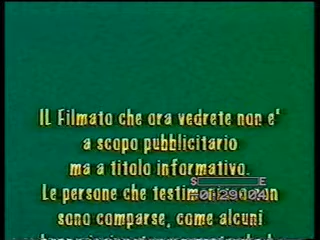 IL Filmato che ora vedrete non e'
a scopo pubblicitario
ma a titolo informativo.
S E
Le persone che
sono comparse, come alcuni